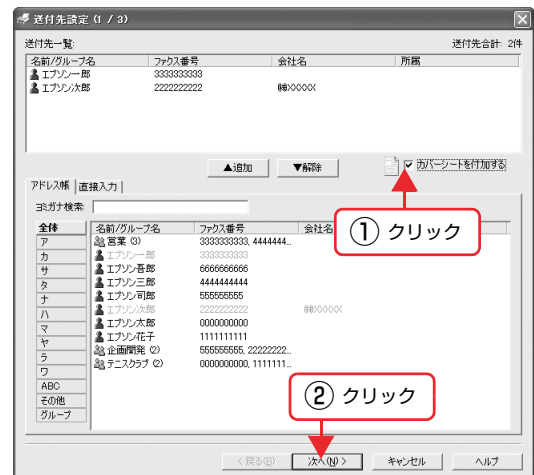 送付先設定 (1 / 3)
送付先一覧: 送付先合計: 2件
名前/グループ名 ファクス番号 会社名 所属
エプソン一郎 3333333333
エプソン次郎 2222222222 ㈱XXXXX
▲追加 ▼解除 カバーシートを付加する
アドレス帳 直接入力
ヨミガナ検索:
① クリック
全体 名前/グループ名 ファクス番号 会社名
ア 営業 (3) 3333333333, 4444444...
カ エプソン一郎 3333333333
サ エプソン吾郎 6666666666
タ エプソン三郎 4444444444
ナ エプソン司郎 555555555
ハ エプソン次郎 2222222222 ㈱XXXXX
マ エプソン太郎 0000000000
ヤ エプソン花子 1111111111
ラ 企画開発 (2) 555555555, 22222222...
ワ テニスクラブ (2) 0000000000, 1111111...
ABC
その他
グループ
② クリック
< 戻る(B) 次へ(N) > キャンセル ヘルプ